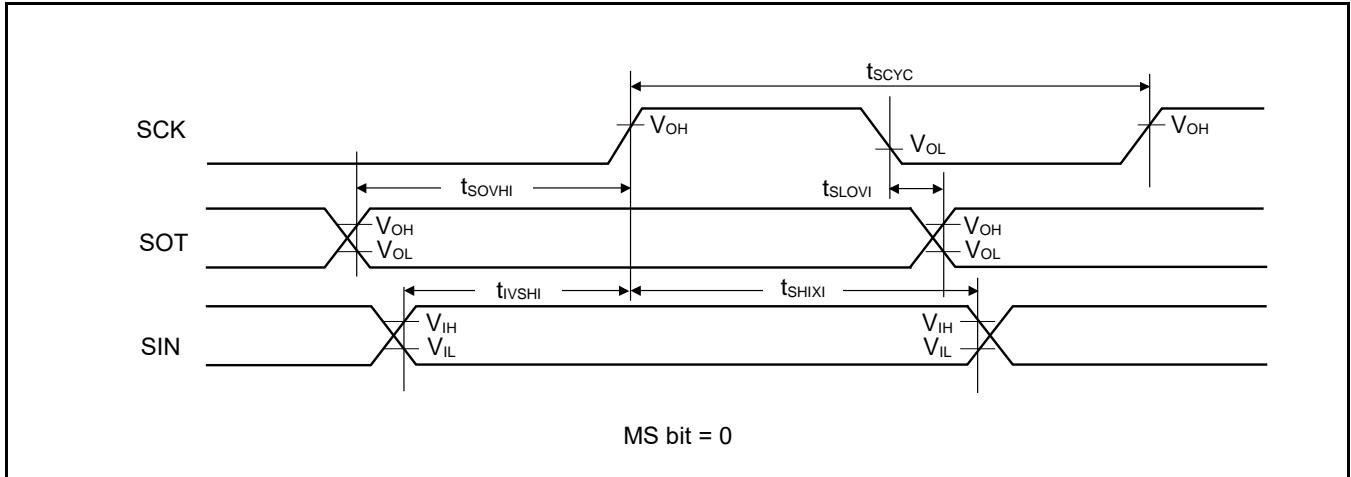 tSCYC
SCK
VOH
VOL
VOH
tSOVHI
tSLOVI
SOT
VOH
VOL
VOH
VOL
tIVSHI
tSHIXI
SIN
VIH
VIL
VIH
VIL
MS bit = 0